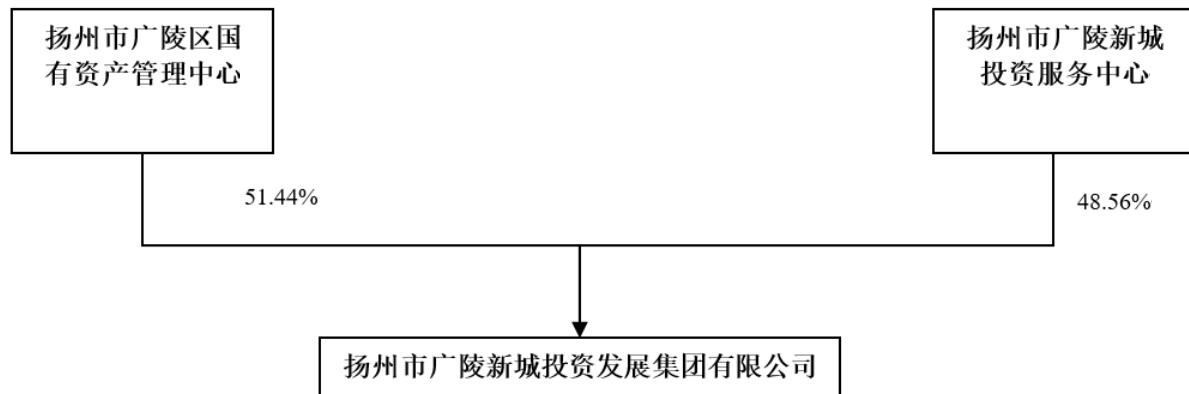 扬州市广陵区国
有资产管理中心
扬州市广陵新城
投资服务中心
51.44%
48.56%
扬州市广陵新城投资发展集团有限公司